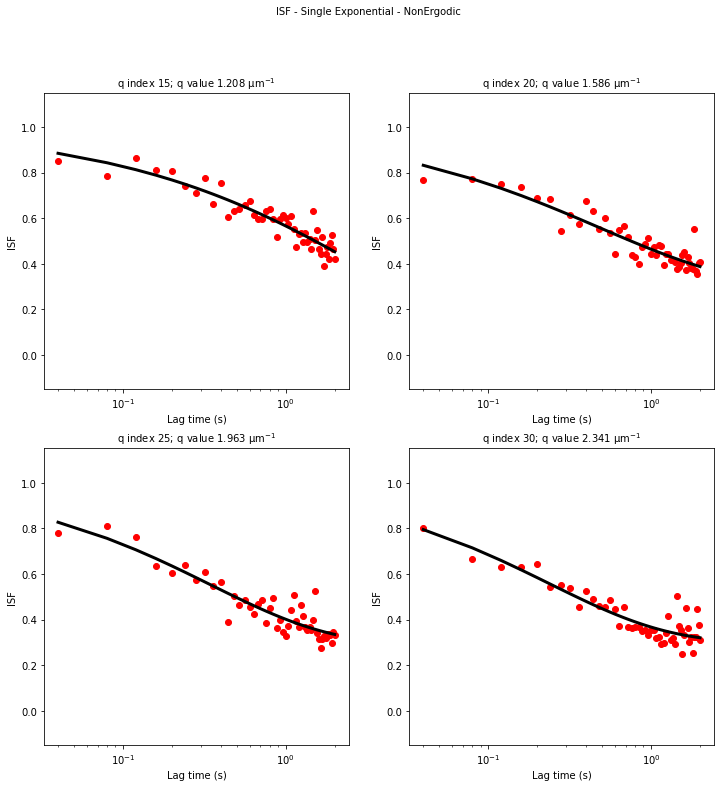 ISF - Single Exponential - NonErgodic
q index 15; q value 1.208 μm⁻¹
q index 20; q value 1.586 μm⁻¹
1.0
0.8
0.6
0.4
0.2
0.0
ISF
10⁻¹
10⁰
Lag time (s)
1.0
0.8
0.6
0.4
0.2
0.0
ISF
10⁻¹
10⁰
Lag time (s)
q index 25; q value 1.963 μm⁻¹
q index 30; q value 2.341 μm⁻¹
1.0
0.8
0.6
0.4
0.2
0.0
ISF
10⁻¹
10⁰
Lag time (s)
1.0
0.8
0.6
0.4
0.2
0.0
ISF
10⁻¹
10⁰
Lag time (s)